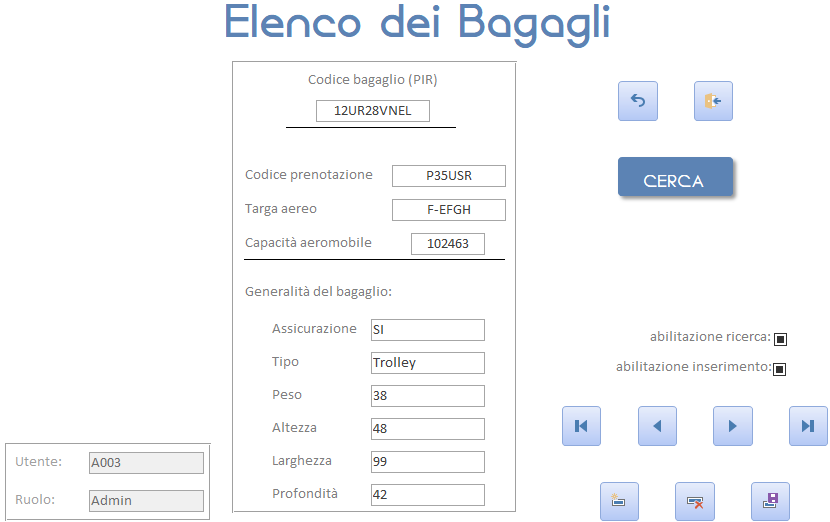 Elenco dei Bagagli
Codice bagaglio (PIR)
12UR28VNEL
Codice prenotazione P35USR
Targa aereo F-EFGH
Capacità aeromobile 102463
Generalità del bagaglio:
Assicurazione SI
Tipo Trolley
Peso 38
Altezza 48
Larghezza 99
Profondità 42
CERCA
abilitazione ricerca:
abilitazione inserimento:
Utente: A003
Ruolo: Admin